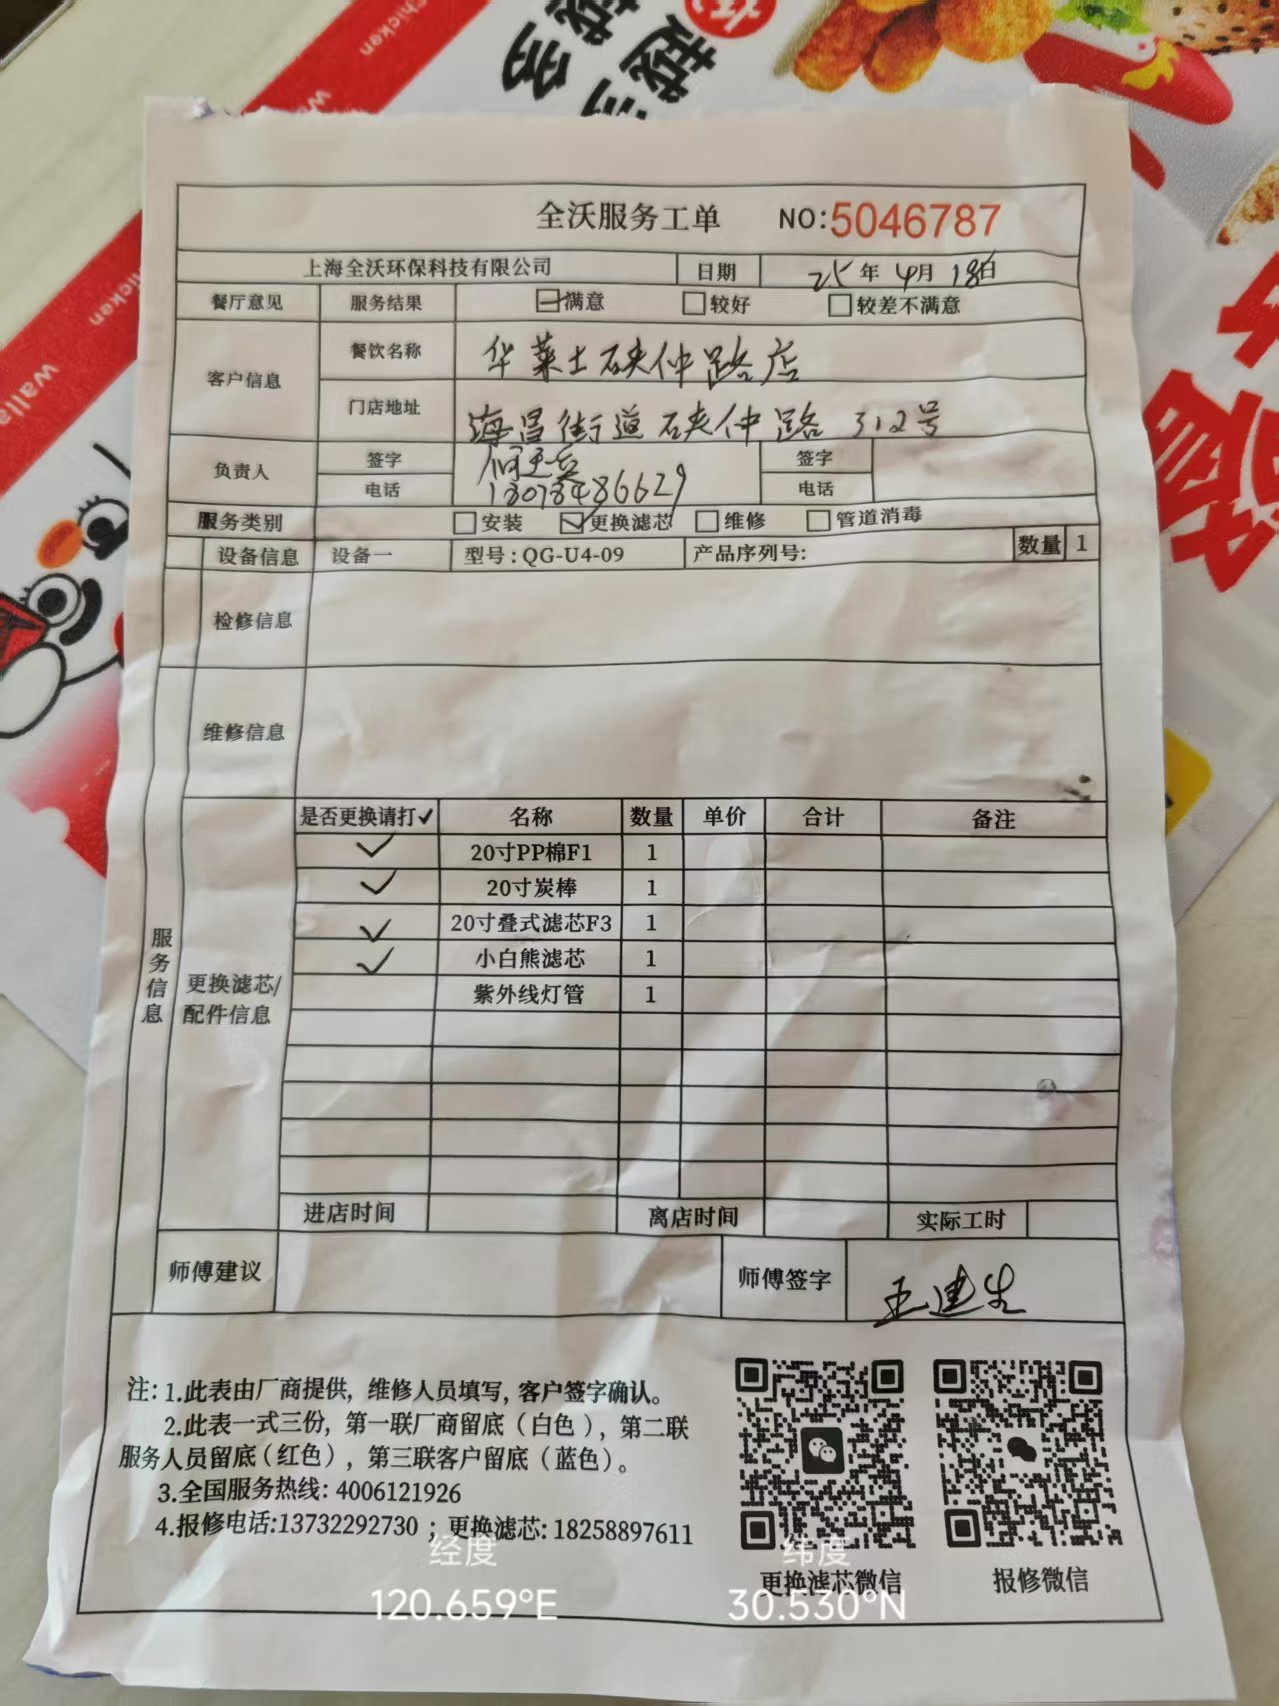 全沃服务工单 NO:5046787
上海全沃环保科技有限公司 日期 25年 4月 18日
餐厅意见 服务结果 满意 较好 较差不满意
客户信息 餐饮名称 华莱士硖仲路店
门店地址 海昌街道硖仲路312号
负责人 签字 签字
电话 电话
服务类别 安装 更换滤芯 维修 管道消毒
设备信息 设备一 型号:QG-U4-09 产品序列号: 数量 1
检修信息
维修信息
服务信息
更换滤芯/
配件信息
是否更换请打✓ 名称 数量 单价 合计 备注
✓ 20寸PP棉F1 1
✓ 20寸炭棒 1
✓ 20寸叠式滤芯F3 1
✓ 小白熊滤芯 1
紫外线灯管 1
进店时间 离店时间 实际工时
师傅建议 师傅签字 王建生
注: 1.此表由厂商提供, 维修人员填写, 客户签字确认。
2.此表一式三份, 第一联厂商留底 (白色), 第二联
服务人员留底(红色), 第三联客户留底 (蓝色)。
3.全国服务热线: 4006121926
4.报修电话:13732292730 ; 更换滤芯: 18258897611
更换滤芯微信 报修微信
经度 纬度
120.659°E 30.530°N
Chicken